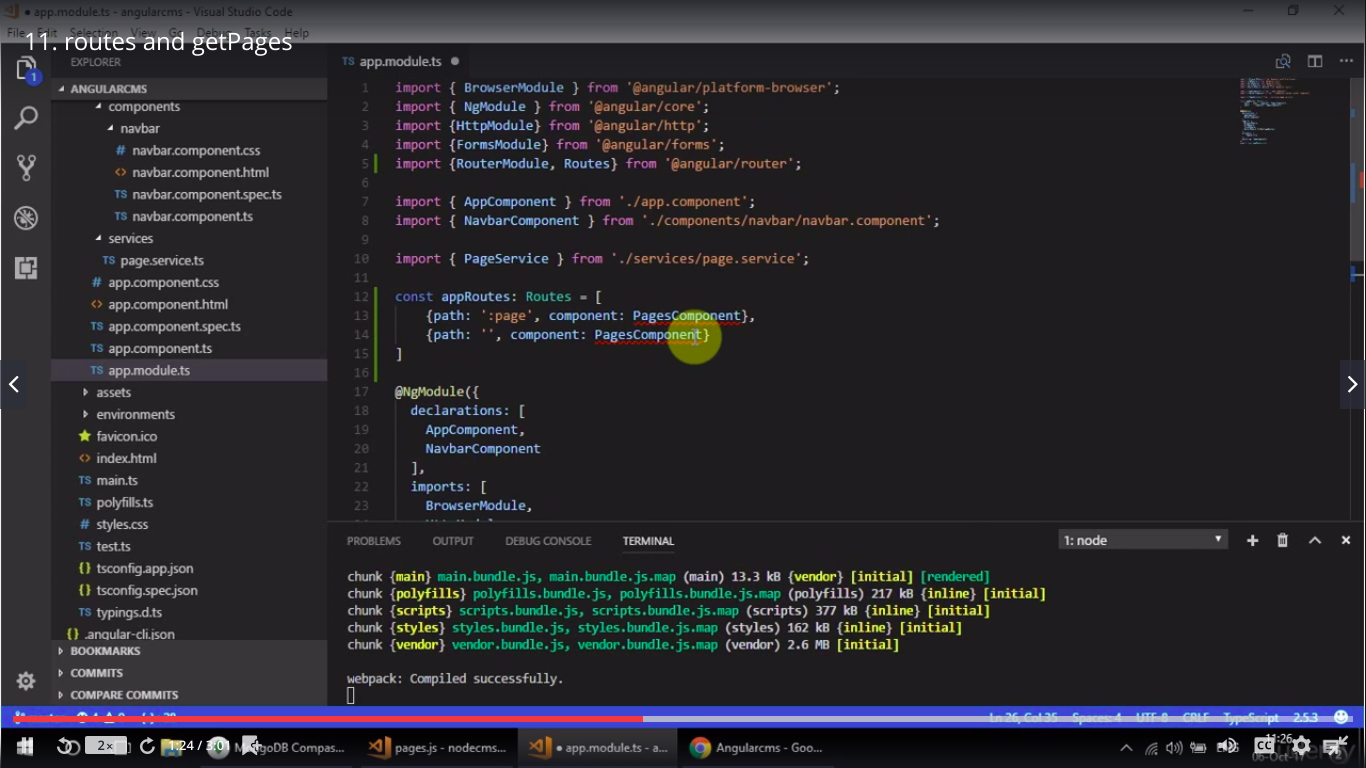 ● app.module.ts - angularcms - Visual Studio Code
File Edit Selection View Go Debug Tasks Help
11. routes and getPages
EXPLORER
ANGULARCMS
components
navbar
# navbar.component.css
<> navbar.component.html
TS navbar.component.spec.ts
TS navbar.component.ts
services
TS page.service.ts
# app.component.css
<> app.component.html
TS app.component.spec.ts
TS app.component.ts
TS app.module.ts
assets
environments
favicon.ico
<> index.html
TS main.ts
TS polyfills.ts
# styles.css
TS test.ts
{} tsconfig.app.json
{} tsconfig.spec.json
TS typings.d.ts
{} .angular-cli.json
BOOKMARKS
COMMITS
COMPARE COMMITS
1
TS app.module.ts ●
1 import { BrowserModule } from '@angular/platform-browser';
2 import { NgModule } from '@angular/core';
3 import {HttpModule} from '@angular/http';
4 import {FormsModule} from '@angular/forms';
5 import {RouterModule, Routes} from '@angular/router';
6
7 import { AppComponent } from './app.component';
8 import { NavbarComponent } from './components/navbar/navbar.component';
9
10 import { PageService } from './services/page.service';
11
12 const appRoutes: Routes = [
13 {path: ':page', component: PagesComponent},
14 {path: '', component: PagesComponent}
15 ]
16
17 @NgModule({
18 declarations: [
19 AppComponent,
20 NavbarComponent
21 ],
22 imports: [
23 BrowserModule,
PROBLEMS OUTPUT DEBUG CONSOLE TERMINAL 1: node
chunk {main} main.bundle.js, main.bundle.js.map (main) 13.3 kB {vendor} [initial] [rendered]
chunk {polyfills} polyfills.bundle.js, polyfills.bundle.js.map (polyfills) 217 kB {inline} [initial]
chunk {scripts} scripts.bundle.js, scripts.bundle.js.map (scripts) 377 kB {inline} [initial]
chunk {styles} styles.bundle.js, styles.bundle.js.map (styles) 162 kB {inline} [initial]
chunk {vendor} vendor.bundle.js, vendor.bundle.js.map (vendor) 2.6 MB [initial]
webpack: Compiled successfully.
Ln 26, Col 35 Spaces: 4 UTF-8 CRLF TypeScript 2.5.3
2× 1:24 / 3:01 MongoDB Compas... pages.js - nodecms... ● app.module.ts - a... Angularcms - Goo... CC 11:26
06-Oct-17